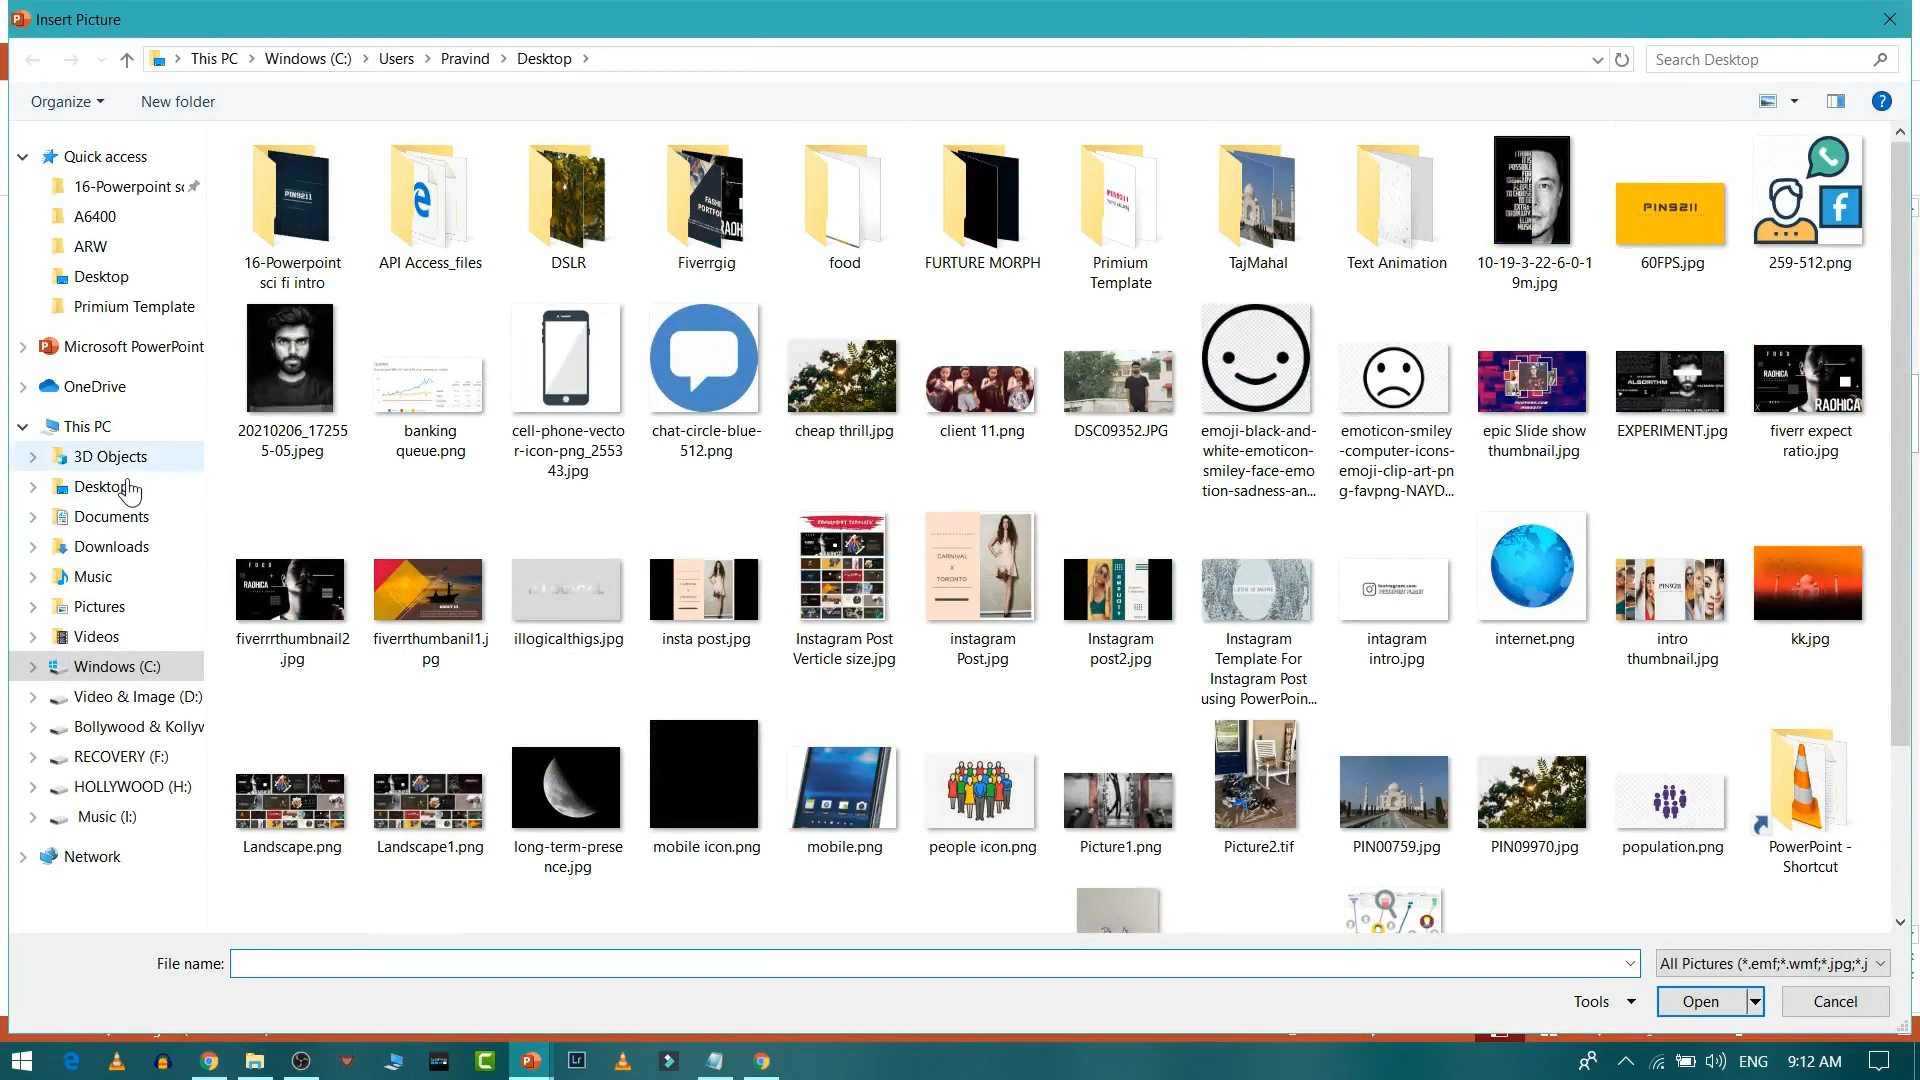 Insert Picture
This PC
Windows (C:)
Users
Pravind
Desktop
Search Desktop
Organize
New folder
Quick access
16-Powerpoint sc
A6400
ARW
Desktop
Primium Template
Microsoft PowerPoint
OneDrive
This PC
3D Objects
Desktop
Documents
Downloads
Music
Pictures
Videos
Windows (C:)
Video & Image (D:)
Bollywood & Kollyw
RECOVERY (F:)
HOLLYWOOD (H:)
Music (I:)
Network
PIN9211
16-Powerpoint
sci fi intro
API Access_files
DSLR
Fiverrgig
food
FURTURE MORPH
Primium
Template
TajMahal
Text Animation
10-19-3-22-6-0-1
9m.jpg
PIN9211
60FPS.jpg
259-512.png
20210206_17255
5-05.jpeg
banking
queue.png
cell-phone-vecto
r-icon-png_2553
43.jpg
chat-circle-blue-
512.png
cheap thrill.jpg
client 11.png
DSC09352.JPG
emoji-black-and-
white-emoticon-
smiley-face-emo
tion-sadness-an...
emoticon-smiley
-computer-icons-
emoji-clip-art-pn
g-favpng-NAYD...
epic Slide show
thumbnail.jpg
EXPERIMENT.jpg
fiverr expect
ratio.jpg
fiverrrthumbnail2
.jpg
fiverrthumbanil1.j
pg
illogicalthigs.jpg
insta post.jpg
Instagram Post
Verticle size.jpg
CARNIVAL
X
TORONTO
instagram
Post.jpg
Instagram
post2.jpg
LESS IS MORE
Instagram
Template For
Instagram Post
using PowerPoin...
intagram
intro.jpg
internet.png
intro
thumbnail.jpg
kk.jpg
Landscape.png
Landscape1.png
long-term-prese
nce.jpg
mobile icon.png
mobile.png
people icon.png
Picture1.png
Picture2.tif
PIN00759.jpg
PIN09970.jpg
population.png
PowerPoint -
Shortcut
File name:
All Pictures (*.emf;*.wmf;*.jpg;*.j
Tools
Open
Cancel
ENG
9:12 AM